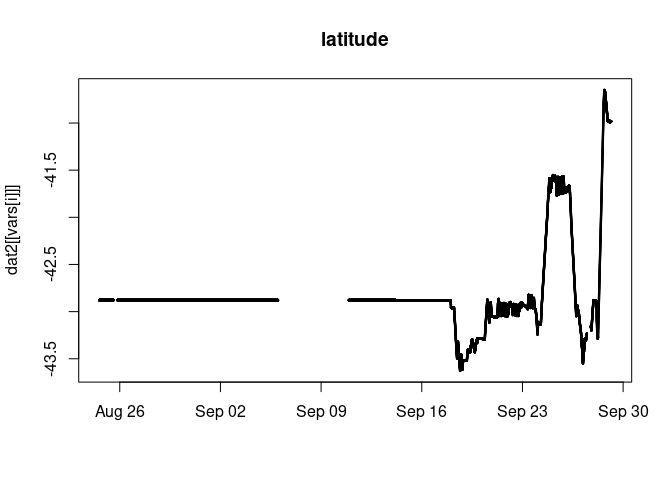 latitude
dat2[[vars[i]]]
-41.5
-42.5
-43.5
Aug 26
Sep 02
Sep 09
Sep 16
Sep 23
Sep 30